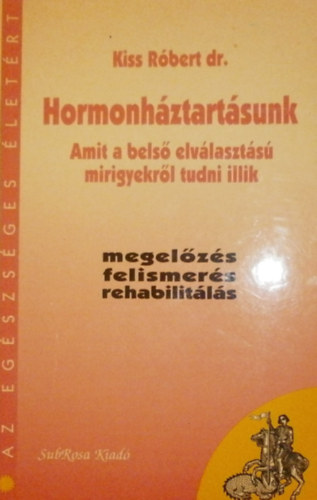 Kiss Róbert dr.
Hormonháztartásunk
Amit a belső elválasztású
mirigyekről tudni illik
megelőzés
felismerés
rehabilitálás
SubRosa Kiadó
AZ EGÉSZSÉGES ÉLETÉRT